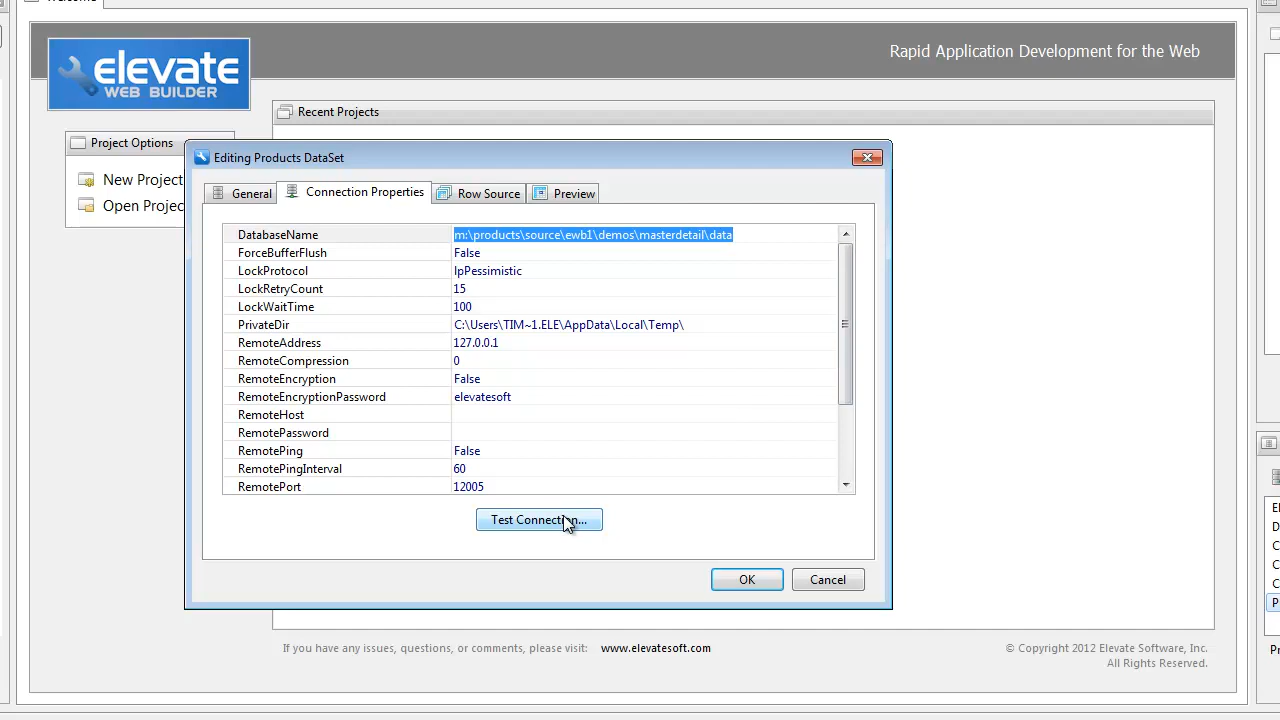 Welcome
elevate
WEB BUILDER
Rapid Application Development for the Web
Recent Projects
Project Options
New Project
Open Projec
Editing Products DataSet
General
Connection Properties
Row Source
Preview
DatabaseName m:\products\source\ewb1\demos\masterdetail\data
ForceBufferFlush False
LockProtocol lpPessimistic
LockRetryCount 15
LockWaitTime 100
PrivateDir C:\Users\TIM~1.ELE\AppData\Local\Temp\
RemoteAddress 127.0.0.1
RemoteCompression 0
RemoteEncryption False
RemoteEncryptionPassword elevatesoft
RemoteHost
RemotePassword
RemotePing False
RemotePingInterval 60
RemotePort 12005
Test Connection...
OK
Cancel
If you have any issues, questions, or comments, please visit: www.elevatesoft.com
© Copyright 2012 Elevate Software, Inc.
All Rights Reserved.